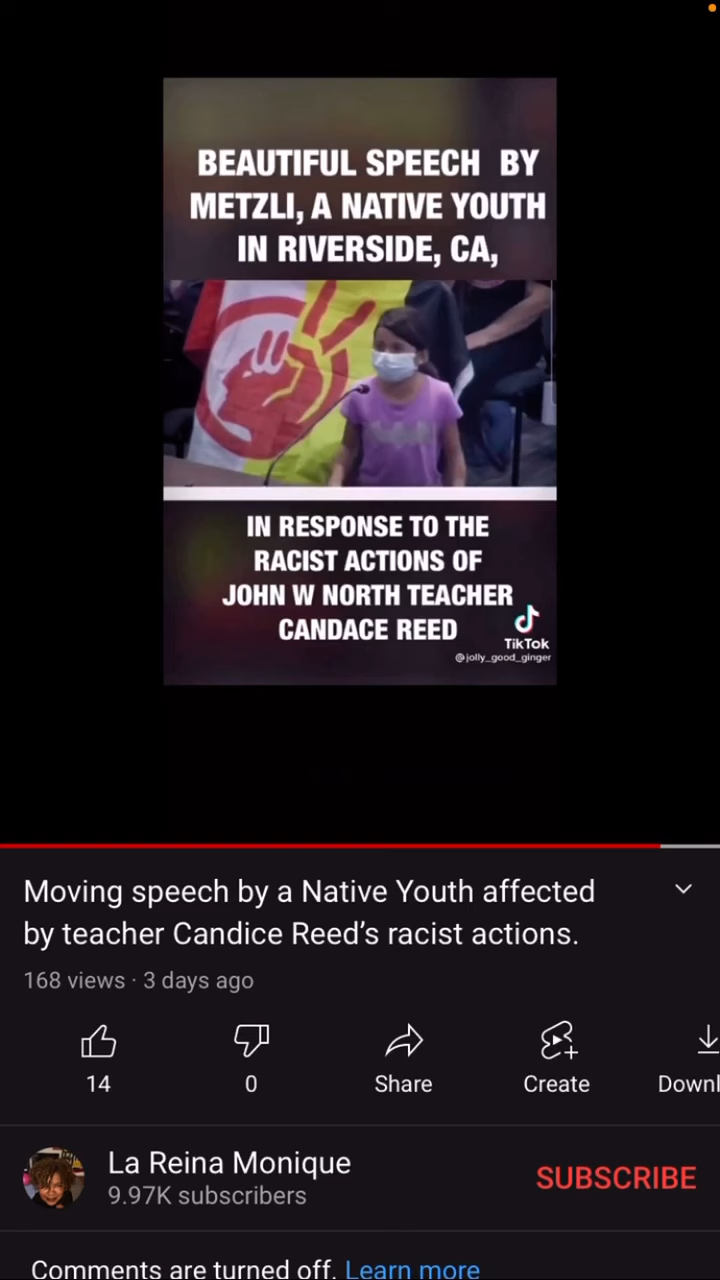 BEAUTIFUL SPEECH BY
METZLI, A NATIVE YOUTH
IN RIVERSIDE, CA,
IN RESPONSE TO THE
RACIST ACTIONS OF
JOHN W NORTH TEACHER
CANDACE REED
TikTok
@jolly_good_ginger
Moving speech by a Native Youth affected
by teacher Candice Reed’s racist actions.
168 views · 3 days ago
14
0
Share
Create
Downl
La Reina Monique
9.97K subscribers
SUBSCRIBE
Comments are turned off. Learn more